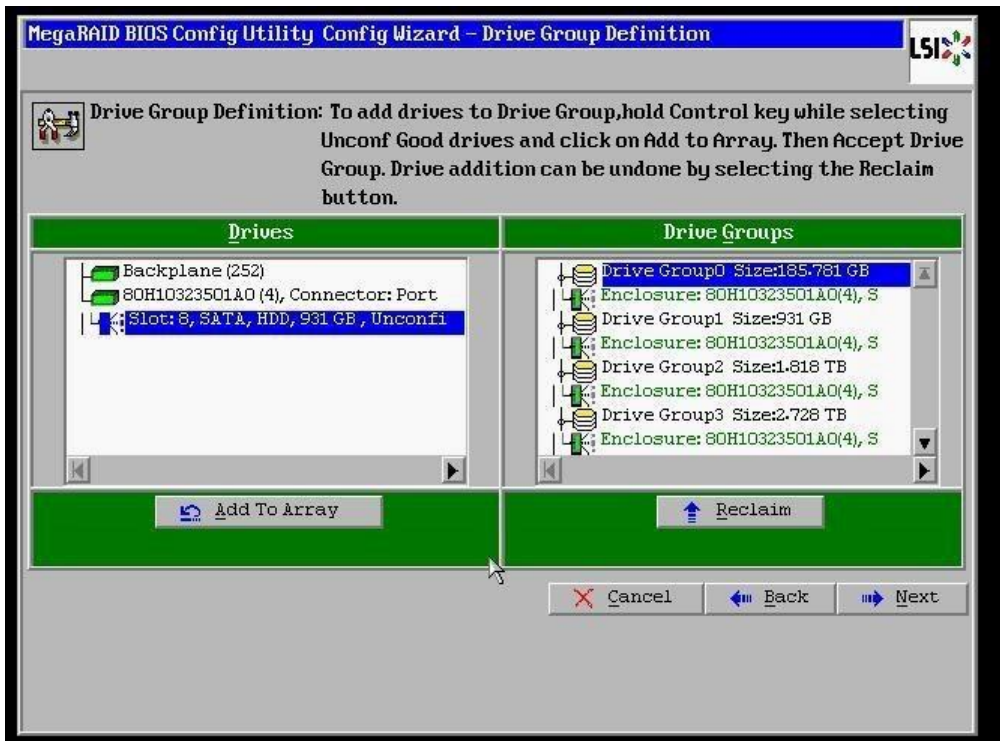 MegaRAID BIOS Config Utility Config Wizard - Drive Group Definition
LSI
Drive Group Definition: To add drives to Drive Group,hold Control key while selecting
Unconf Good drives and click on Add to Array. Then Accept Drive
Group. Drive addition can be undone by selecting the Reclaim
button.
Drives
Backplane (252)
80H10323501A0 (4), Connector: Port
Slot: 8, SATA, HDD, 931 GB , Unconfi
Add To Array
Drive Groups
Drive Group0 Size:185.781 GB
Enclosure: 80H10323501A0(4), S
Drive Group1 Size:931 GB
Enclosure: 80H10323501A0(4), S
Drive Group2 Size:1.818 TB
Enclosure: 80H10323501A0(4), S
Drive Group3 Size:2.728 TB
Enclosure: 80H10323501A0(4), S
Reclaim
Cancel
Back
Next